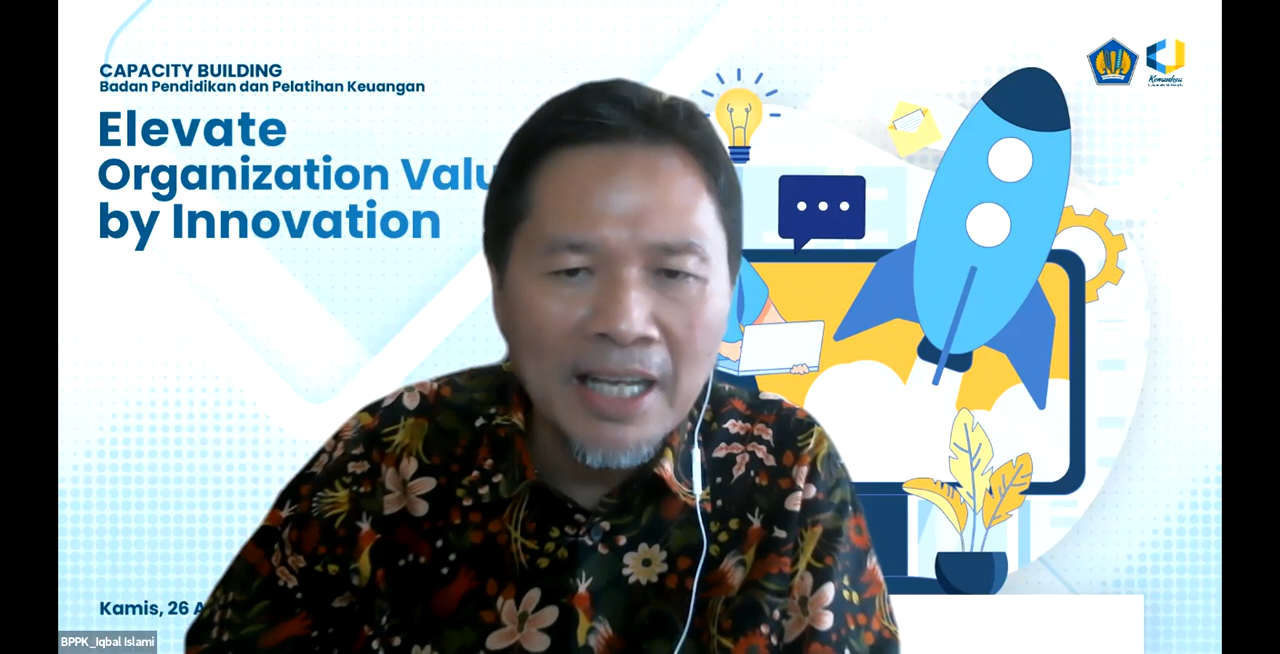 CAPACITY BUILDING
Badan Pendidikan dan Pelatihan Keuangan
Elevate
Organization Valu
by Innovation
Kamis, 26 A
BPPK_Iqbal Islami